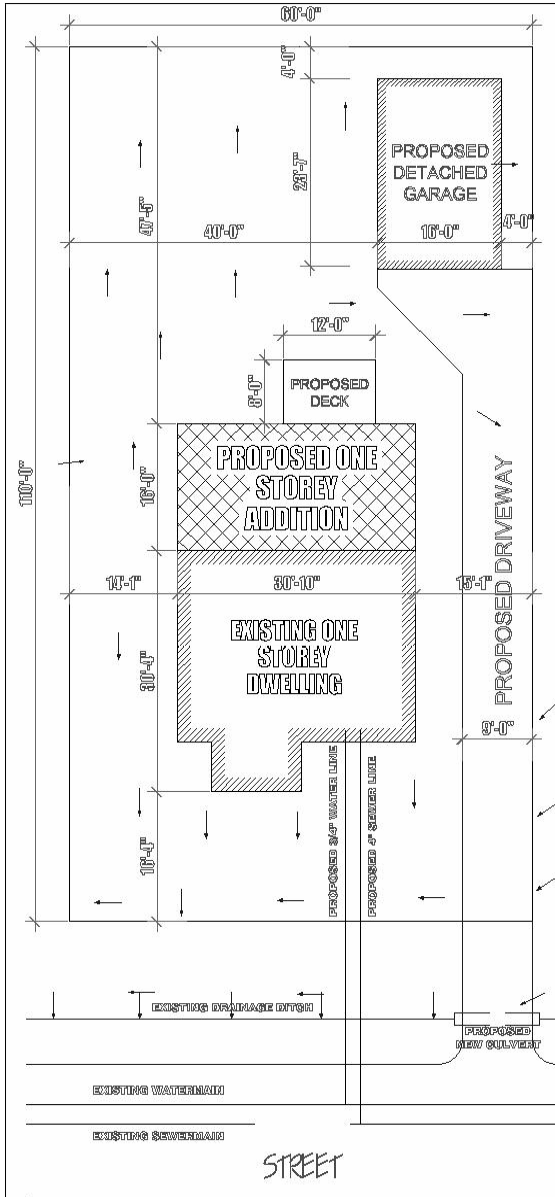 60'-0"
4'-0"
23'-7"
PROPOSED
DETACHED
GARAGE
47'-5"
40'-0"
16'-0"
4'-0"
12'-0"
8'-0"
PROPOSED
DECK
110'-0"
16'-0"
PROPOSED ONE
STOREY
ADDITION
PROPOSED DRIVEWAY
14'-1"
30'-10"
15'-1"
30'-4"
EXISTING ONE
STOREY
DWELLING
9'-0"
16'-4"
PROPOSED 3/4" WATER LINE
PROPOSED 4" SEWER LINE
EXISTING DRAINAGE DITCH
PROPOSED
NEW CULVERT
EXISTING WATERMAIN
EXISTING SEWERMAIN
STREET